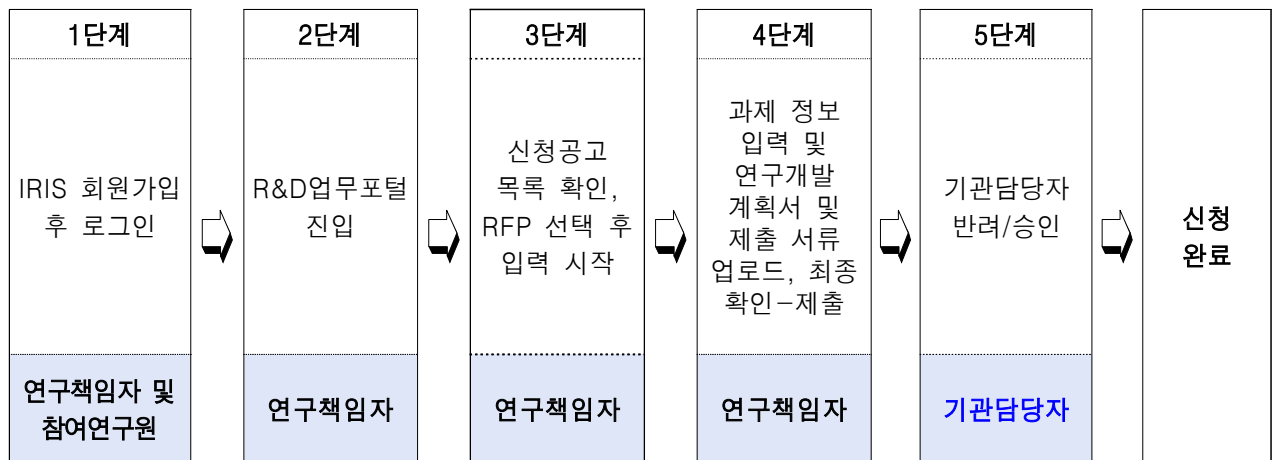 1단계
IRIS 회원가입
후 로그인
연구책임자 및
참여연구원
2단계
R&D업무포털
진입
연구책임자
3단계
신청공고
목록 확인,
RFP 선택 후
입력 시작
연구책임자
4단계
과제 정보
입력 및
연구개발
계획서 및
제출 서류
업로드, 최종
확인-제출
연구책임자
5단계
기관담당자
반려/승인
기관담당자
신청
완료